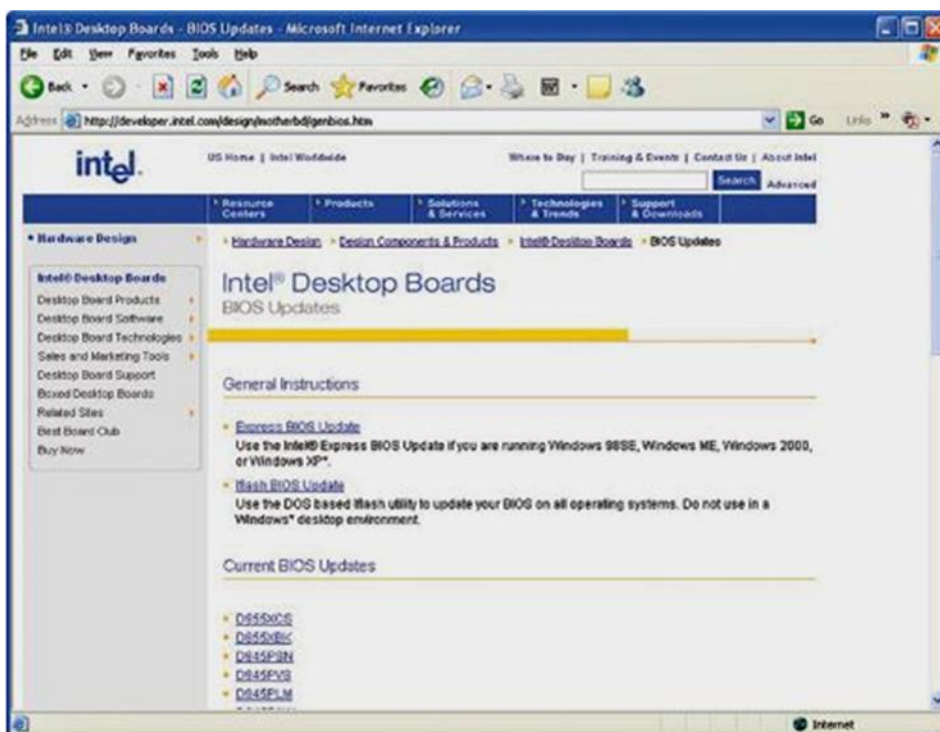 Intel® Desktop Boards - BIOS Updates - Microsoft Internet Explorer
File Edit View Favorites Tools Help
Back Search Favorites
Address http://developer.intel.com/design/motherbd/genbios.htm Go Links »
intel.
US Home | Intel Worldwide
Where to Buy | Training & Events | Contact Us | About Intel
Search Advanced
Resource Centers Products Solutions & Services Technologies & Trends Support & Downloads
Hardware Design
Hardware Design Design Components & Products Intel® Desktop Boards BIOS Updates
Intel® Desktop Boards
Desktop Board Products
Desktop Board Software
Desktop Board Technologies
Sales and Marketing Tools
Desktop Board Support
Boxed Desktop Boards
Related Sites
Best Board Club
Buy Now
Intel® Desktop Boards
BIOS Updates
General Instructions
Express BIOS Update
Use the Intel® Express BIOS Update if you are running Windows 98SE, Windows ME, Windows 2000,
or Windows XP*.
Iflash BIOS Update
Use the DOS based Iflash utility to update your BIOS on all operating systems. Do not use in a
Windows* desktop environment.
Current BIOS Updates
D955XCS
D955XBK
D945PSN
D945PVS
D945PLM
Internet